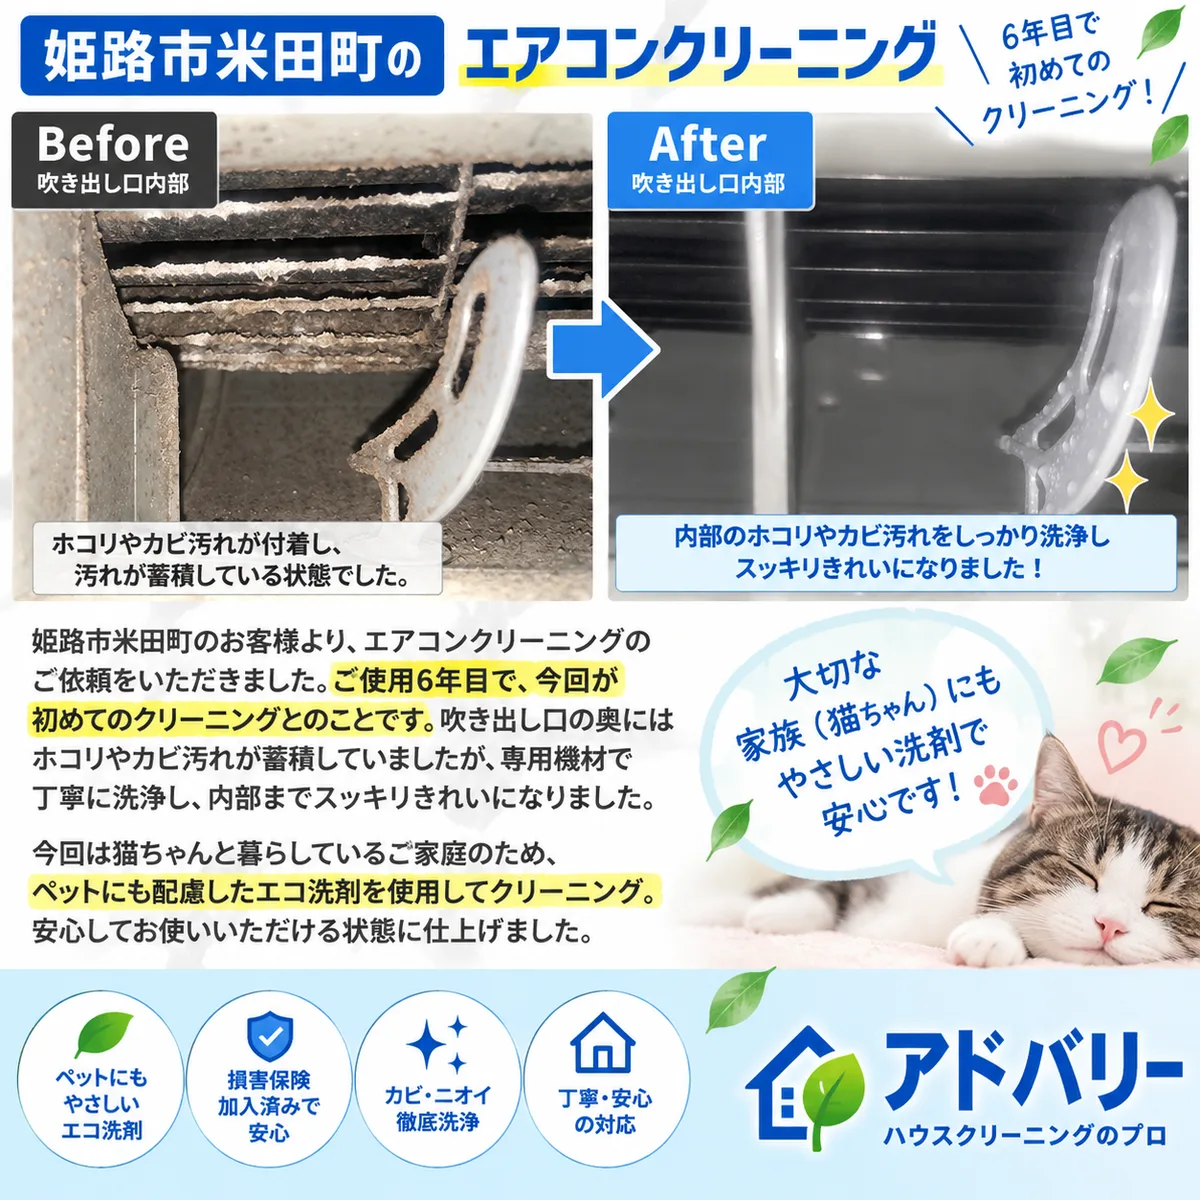 姫路市米田町の エアコンクリーニング
6年目で
初めての
クリーニング！
Before
吹き出し口内部
After
吹き出し口内部
ホコリやカビ汚れが付着し、
汚れが蓄積している状態でした。
内部のホコリやカビ汚れをしっかり洗浄し
スッキリきれいになりました！
姫路市米田町のお客様より、エアコンクリーニングの
ご依頼をいただきました。ご使用6年目で、今回が
初めてのクリーニングとのことです。吹き出し口の奥には
ホコリやカビ汚れが蓄積していましたが、専用機材で
丁寧に洗浄し、内部までスッキリきれいになりました。
今回は猫ちゃんと暮らしているご家庭のため、
ペットにも配慮したエコ洗剤を使用してクリーニング。
安心してお使いいただける状態に仕上げました。
大切な
家族（猫ちゃん）にも
やさしい洗剤で
安心です！
ペットにも
やさしい
エコ洗剤
損害保険
加入済みで
安心
カビ・ニオイ
徹底洗浄
丁寧・安心
の対応
アドバリー
ハウスクリーニングのプロ